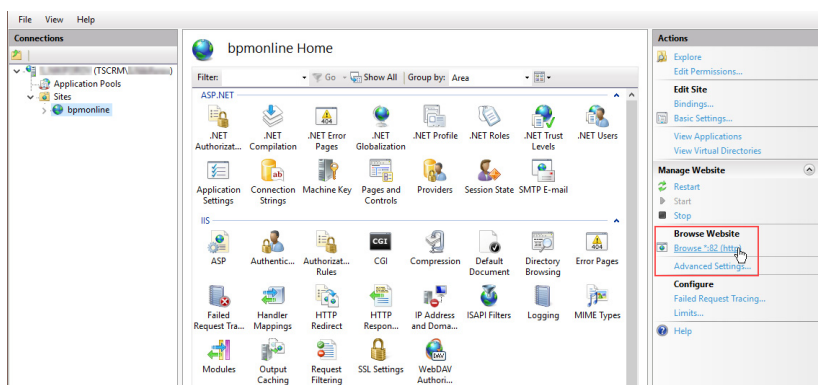 File View Help
Connections
(TSCRM\
Application Pools
Sites
bpmonline
bpmonline Home
Filter: Go Show All Group by: Area
ASP.NET
.NET Authorizat...
.NET Compilation
.NET Error Pages
.NET Globalization
.NET Profile
.NET Roles
.NET Trust Levels
.NET Users
Application Settings
Connection Strings
Machine Key
Pages and Controls
Providers
Session State
SMTP E-mail
IIS
ASP
Authentic...
Authorizat... Rules
CGI
Compression
Default Document
Directory Browsing
Error Pages
Failed Request Tra...
Handler Mappings
HTTP Redirect
HTTP Respon...
IP Address and Doma...
ISAPI Filters
Logging
MIME Types
Modules
Output Caching
Request Filtering
SSL Settings
WebDAV Authori...
Actions
Explore
Edit Permissions...
Edit Site
Bindings...
Basic Settings...
View Applications
View Virtual Directories
Manage Website
Restart
Start
Stop
Browse Website
Browse *:82 (http)
Advanced Settings...
Configure
Failed Request Tracing...
Limits...
Help